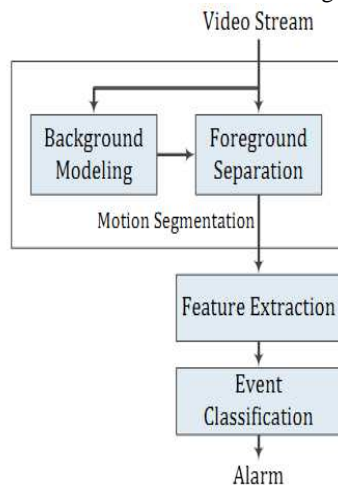 Video Stream
Background
Modeling
Foreground
Separation
Motion Segmentation
Feature Extraction
Event
Classification
Alarm